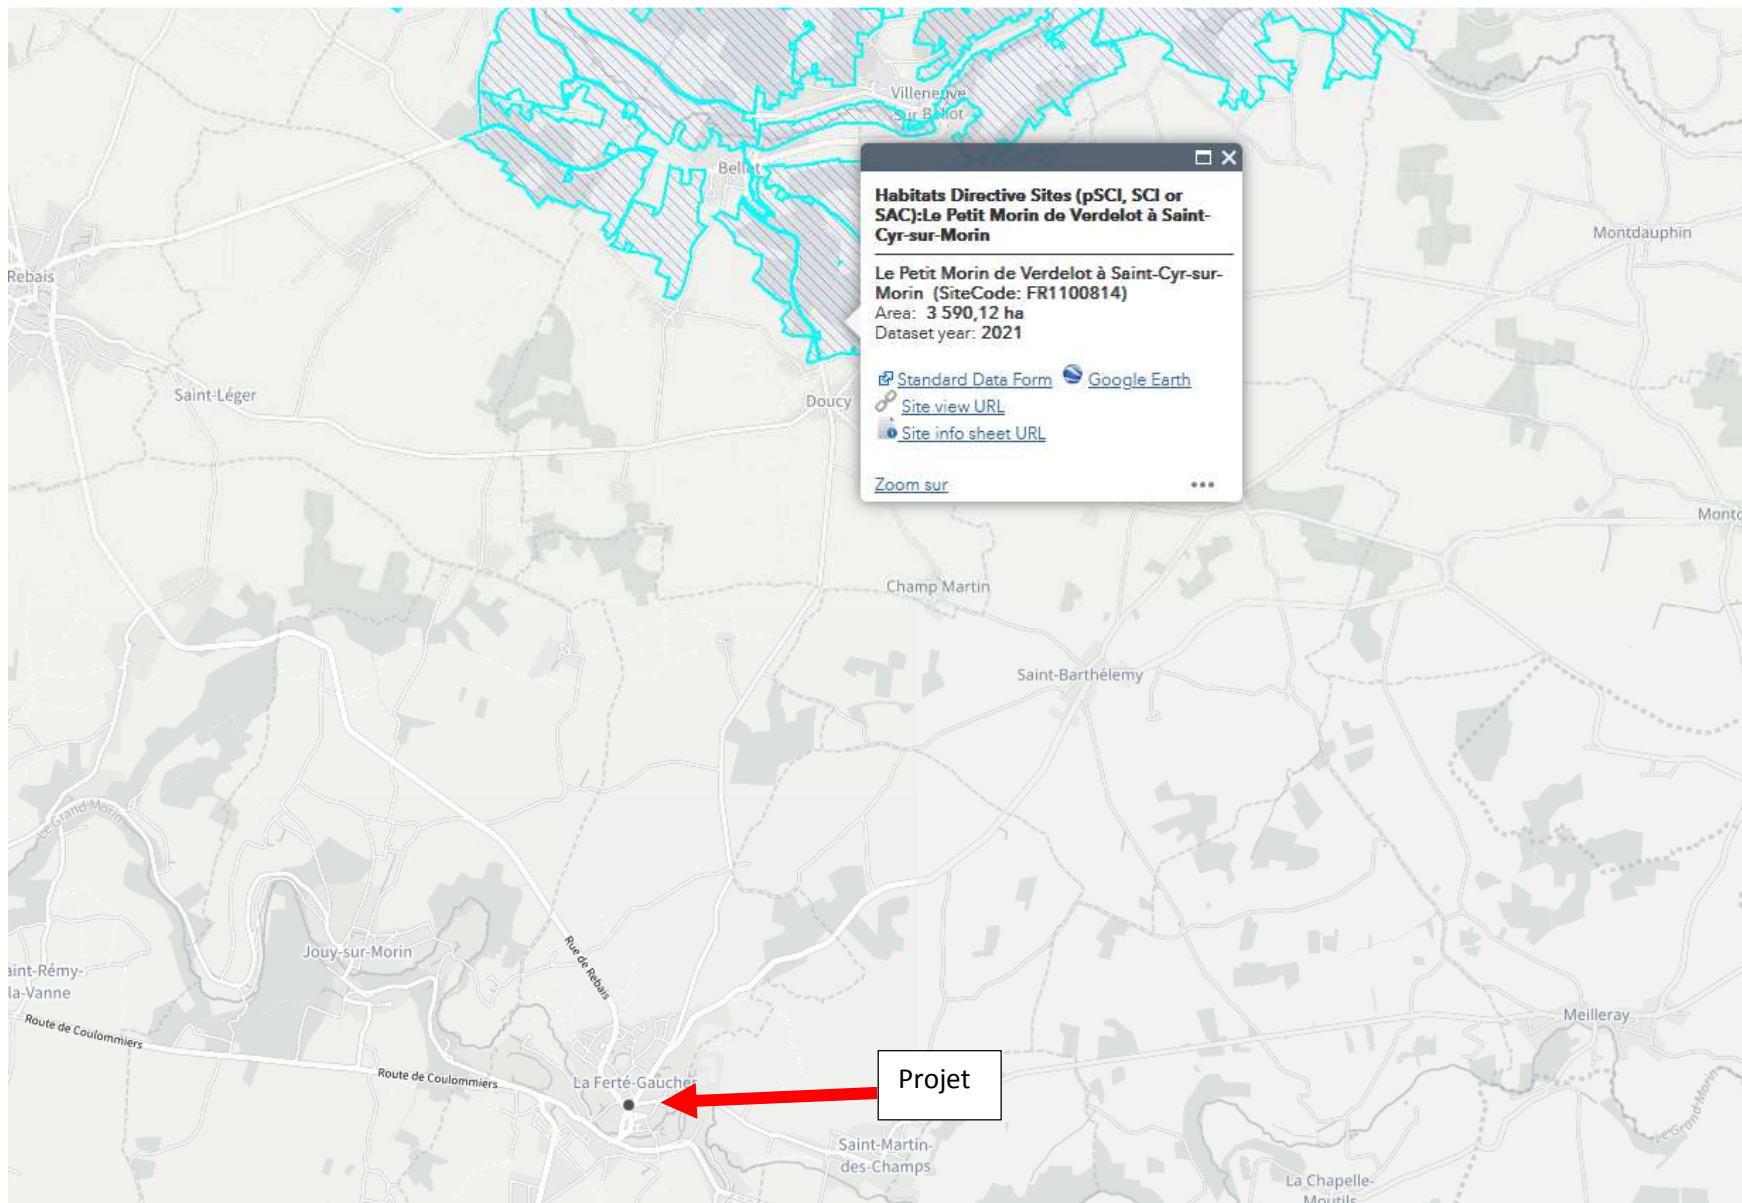 Villeneuve
Sur Bellot
Bellot
Habitats Directive Sites (pSCI, SCI or
SAC):Le Petit Morin de Verdelot à Saint-
Cyr-sur-Morin
Le Petit Morin de Verdelot à Saint-Cyr-sur-
Morin (SiteCode: FR1100814)
Area: 3 590,12 ha
Dataset year: 2021
Standard Data Form Google Earth
Site view URL
Site info sheet URL
Zoom sur
Montdauphin
Rebais
Saint-Léger
Doucy
Montc
Champ Martin
Saint-Barthélemy
Le Grand-Morin
Jouy-sur-Morin
Rue de Rebais
aint-Rémy-
la-Vanne
Route de Coulommiers
Meilleray
Route de Coulommiers
La Ferté-Gaucher
Projet
Le Grand-Morin
Saint-Martin-
des-Champs
La Chapelle-
Moutils